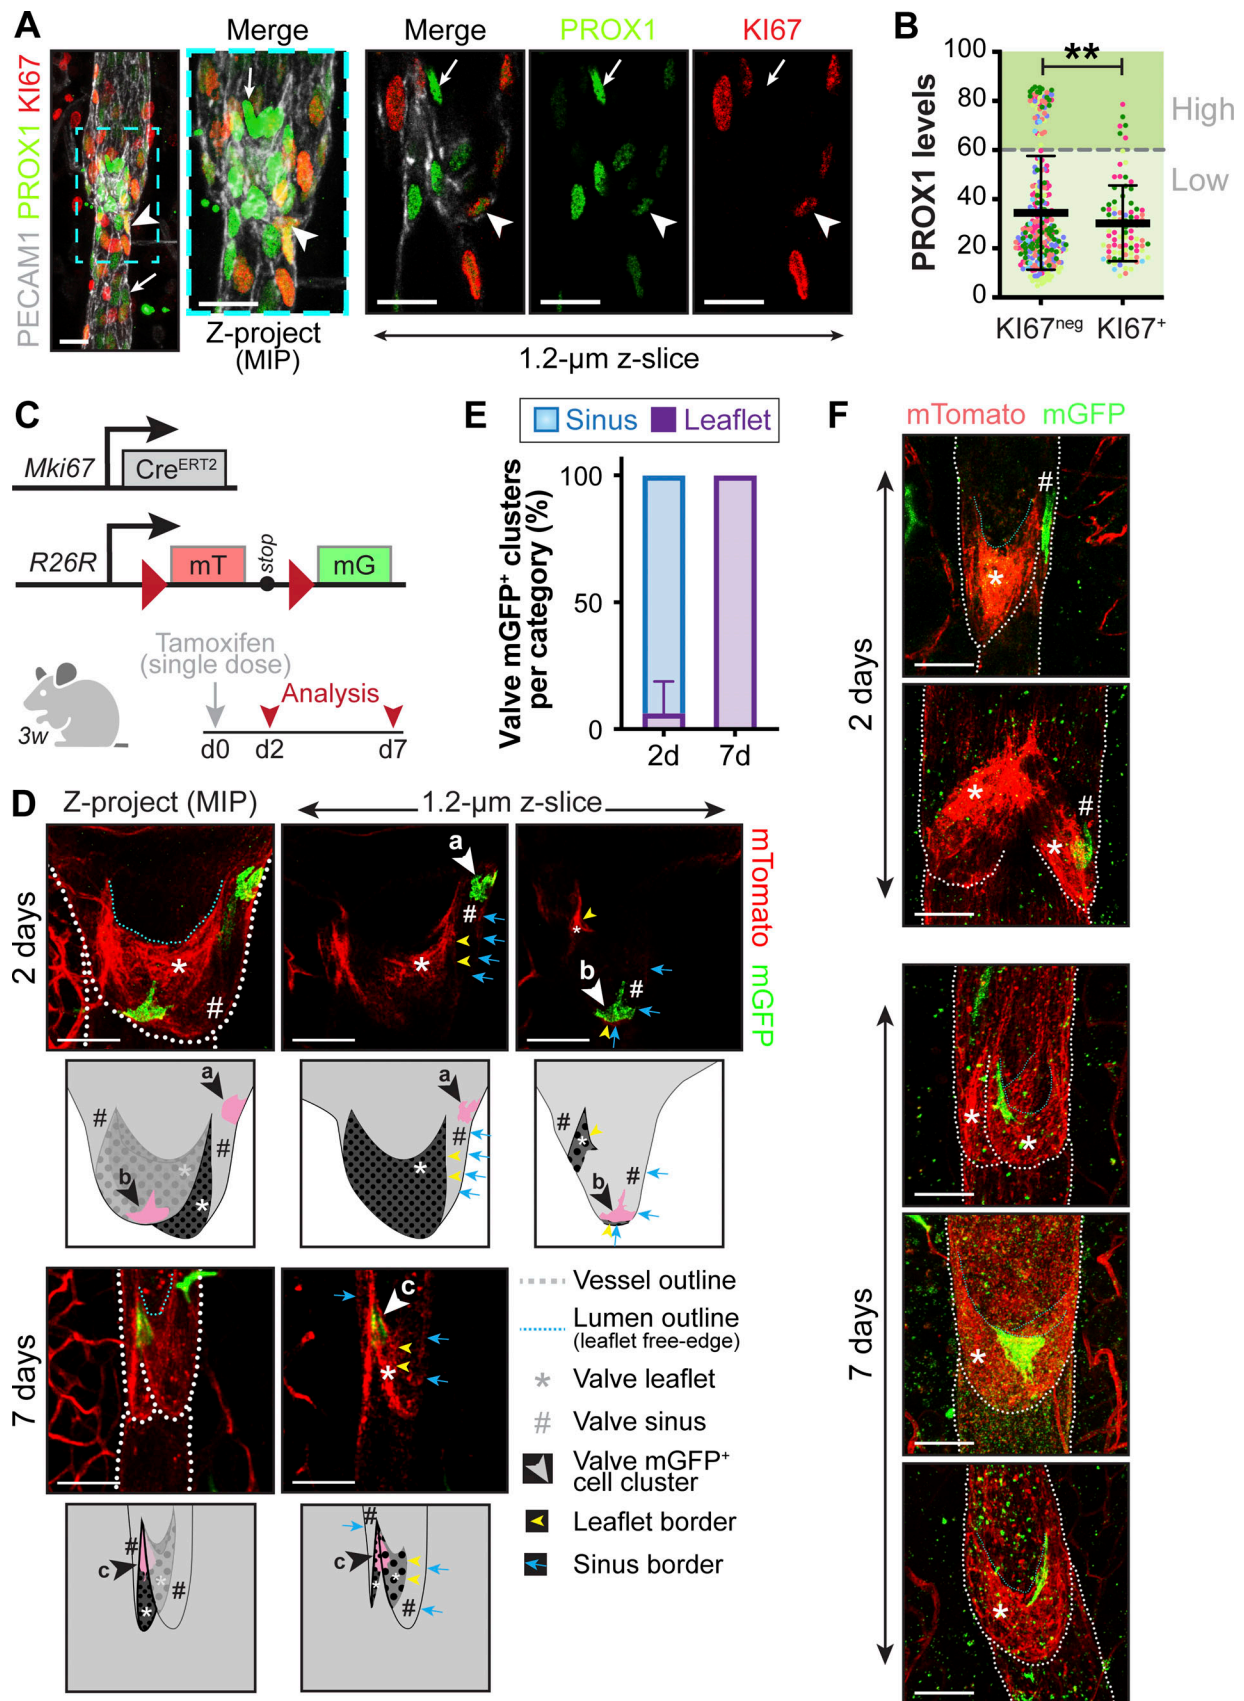 A
PECAM1 PROX1 KI67
Merge
Z-project
(MIP)
Merge
PROX1
KI67
1.2-µm z-slice
B
PROX1 levels
100
80
60
40
20
0
**
High
Low
KI67neg
KI67+
C
Mki67
CreERT2
R26R
mT
stop
mG
3w
Tamoxifen
(single dose)
Analysis
d0
d2
d7
E
Sinus
Leaflet
Valve mGFP+ clusters
per category (%)
100
50
0
2d
7d
F
mTomato mGFP
2 days
#
*
*
#
*
7 days
*
*
*
*
D
Z-project (MIP)
1.2-µm z-slice
mTomato mGFP
2 days
*
#
a
#
*
*
b
#
a
#
#
b
*
*
a
#
*
#
*
b
#
7 days
c
*
#
c
*
*
#
#
c
*
*
#
Vessel outline
Lumen outline
(leaflet free-edge)
* Valve leaflet
# Valve sinus
Valve mGFP+
cell cluster
Leaflet border
Sinus border